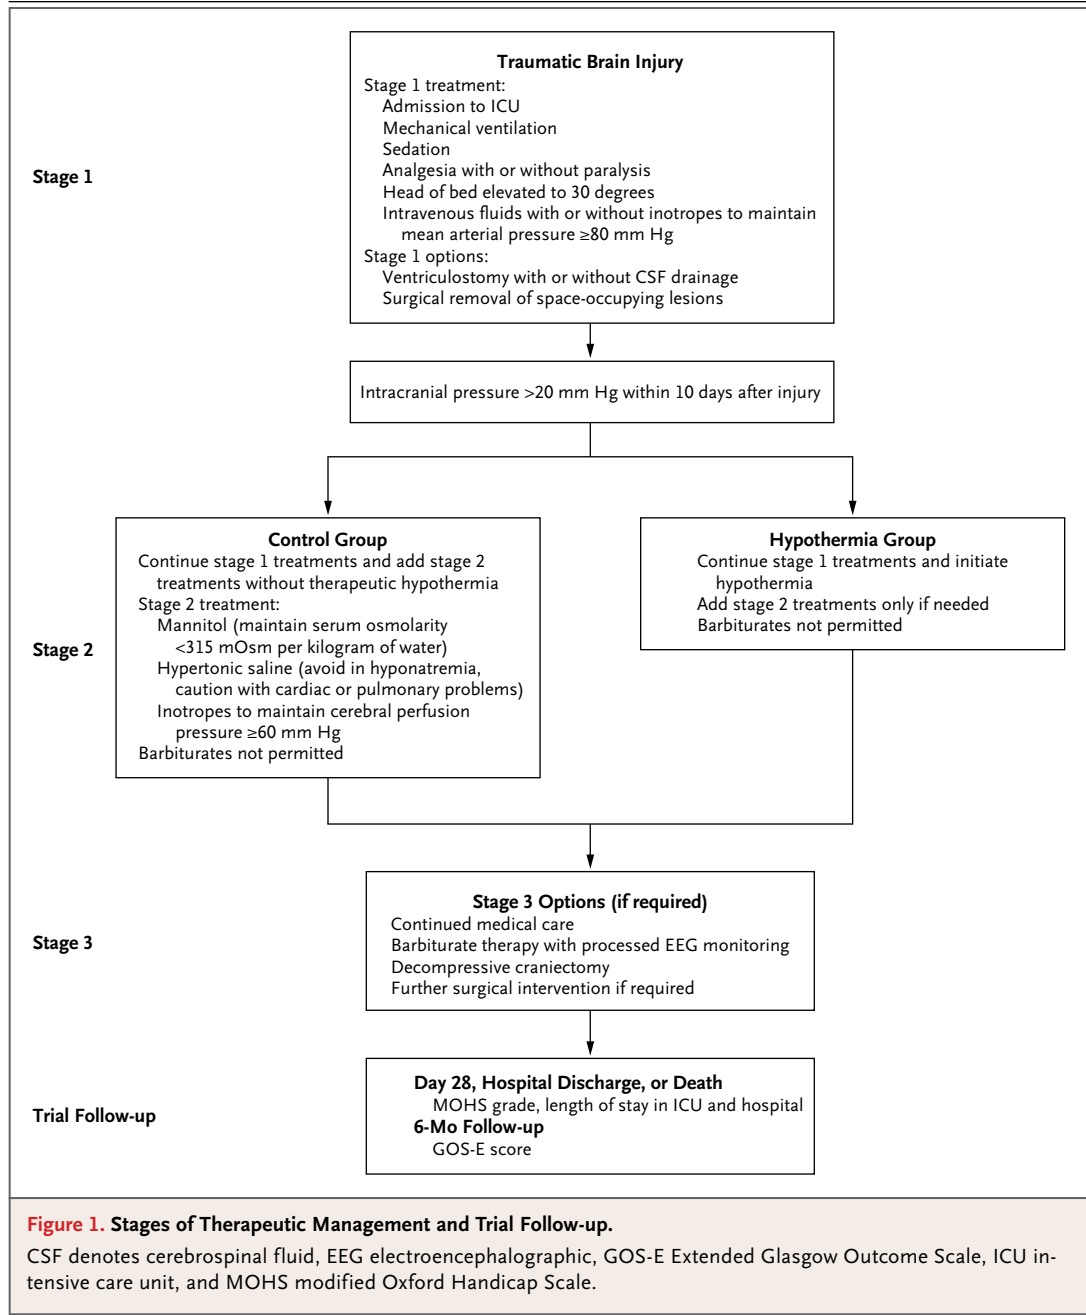 Traumatic Brain Injury
Stage 1 treatment:
Admission to ICU
Mechanical ventilation
Sedation
Analgesia with or without paralysis
Head of bed elevated to 30 degrees
Intravenous fluids with or without inotropes to maintain
mean arterial pressure ≥80 mm Hg
Stage 1 options:
Ventriculostomy with or without CSF drainage
Surgical removal of space-occupying lesions
Stage 1
Intracranial pressure >20 mm Hg within 10 days after injury
Stage 2
Control Group
Continue stage 1 treatments and add stage 2
treatments without therapeutic hypothermia
Stage 2 treatment:
Mannitol (maintain serum osmolarity
<315 mOsm per kilogram of water)
Hypertonic saline (avoid in hyponatremia,
caution with cardiac or pulmonary problems)
Inotropes to maintain cerebral perfusion
pressure ≥60 mm Hg
Barbiturates not permitted
Hypothermia Group
Continue stage 1 treatments and initiate
hypothermia
Add stage 2 treatments only if needed
Barbiturates not permitted
Stage 3
Stage 3 Options (if required)
Continued medical care
Barbiturate therapy with processed EEG monitoring
Decompressive craniectomy
Further surgical intervention if required
Trial Follow-up
Day 28, Hospital Discharge, or Death
MOHS grade, length of stay in ICU and hospital
6-Mo Follow-up
GOS-E score
Figure 1. Stages of Therapeutic Management and Trial Follow-up.
CSF denotes cerebrospinal fluid, EEG electroencephalographic, GOS-E Extended Glasgow Outcome Scale, ICU in-
tensive care unit, and MOHS modified Oxford Handicap Scale.